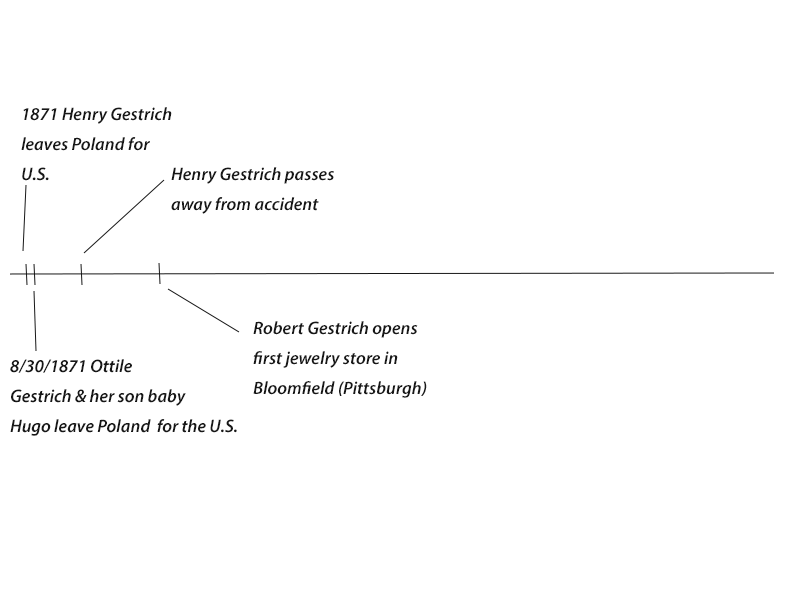 1871 Henry Gestrich
leaves Poland for
U.S.
Henry Gestrich passes
away from accident
8/30/1871 Ottile
Gestrich & her son baby
Hugo leave Poland  for the U.S.
Robert Gestrich opens
first jewelry store in
Bloomfield (Pittsburgh)